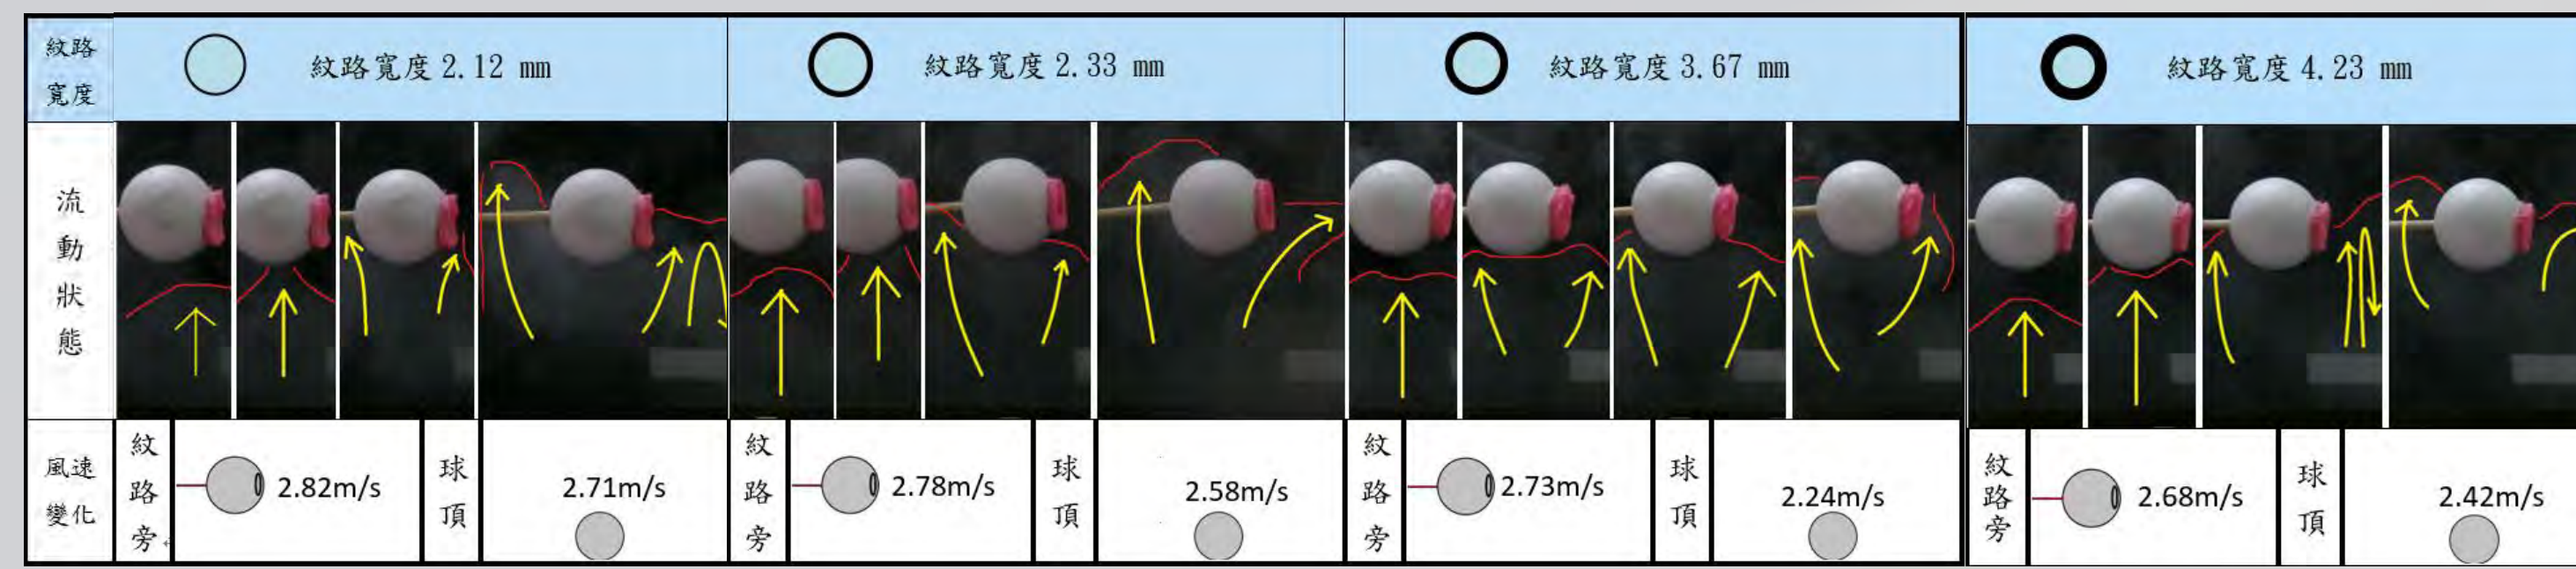 紋路
寬度
紋路寬度 2.12 mm
紋路寬度 2.33 mm
紋路寬度 3.67 mm
紋路寬度 4.23 mm
流動狀態
風速
變化
紋路旁
2.82m/s
球頂
2.71m/s
紋路旁
2.78m/s
球頂
2.58m/s
紋路旁
2.73m/s
球頂
2.24m/s
紋路旁
2.68m/s
球頂
2.42m/s